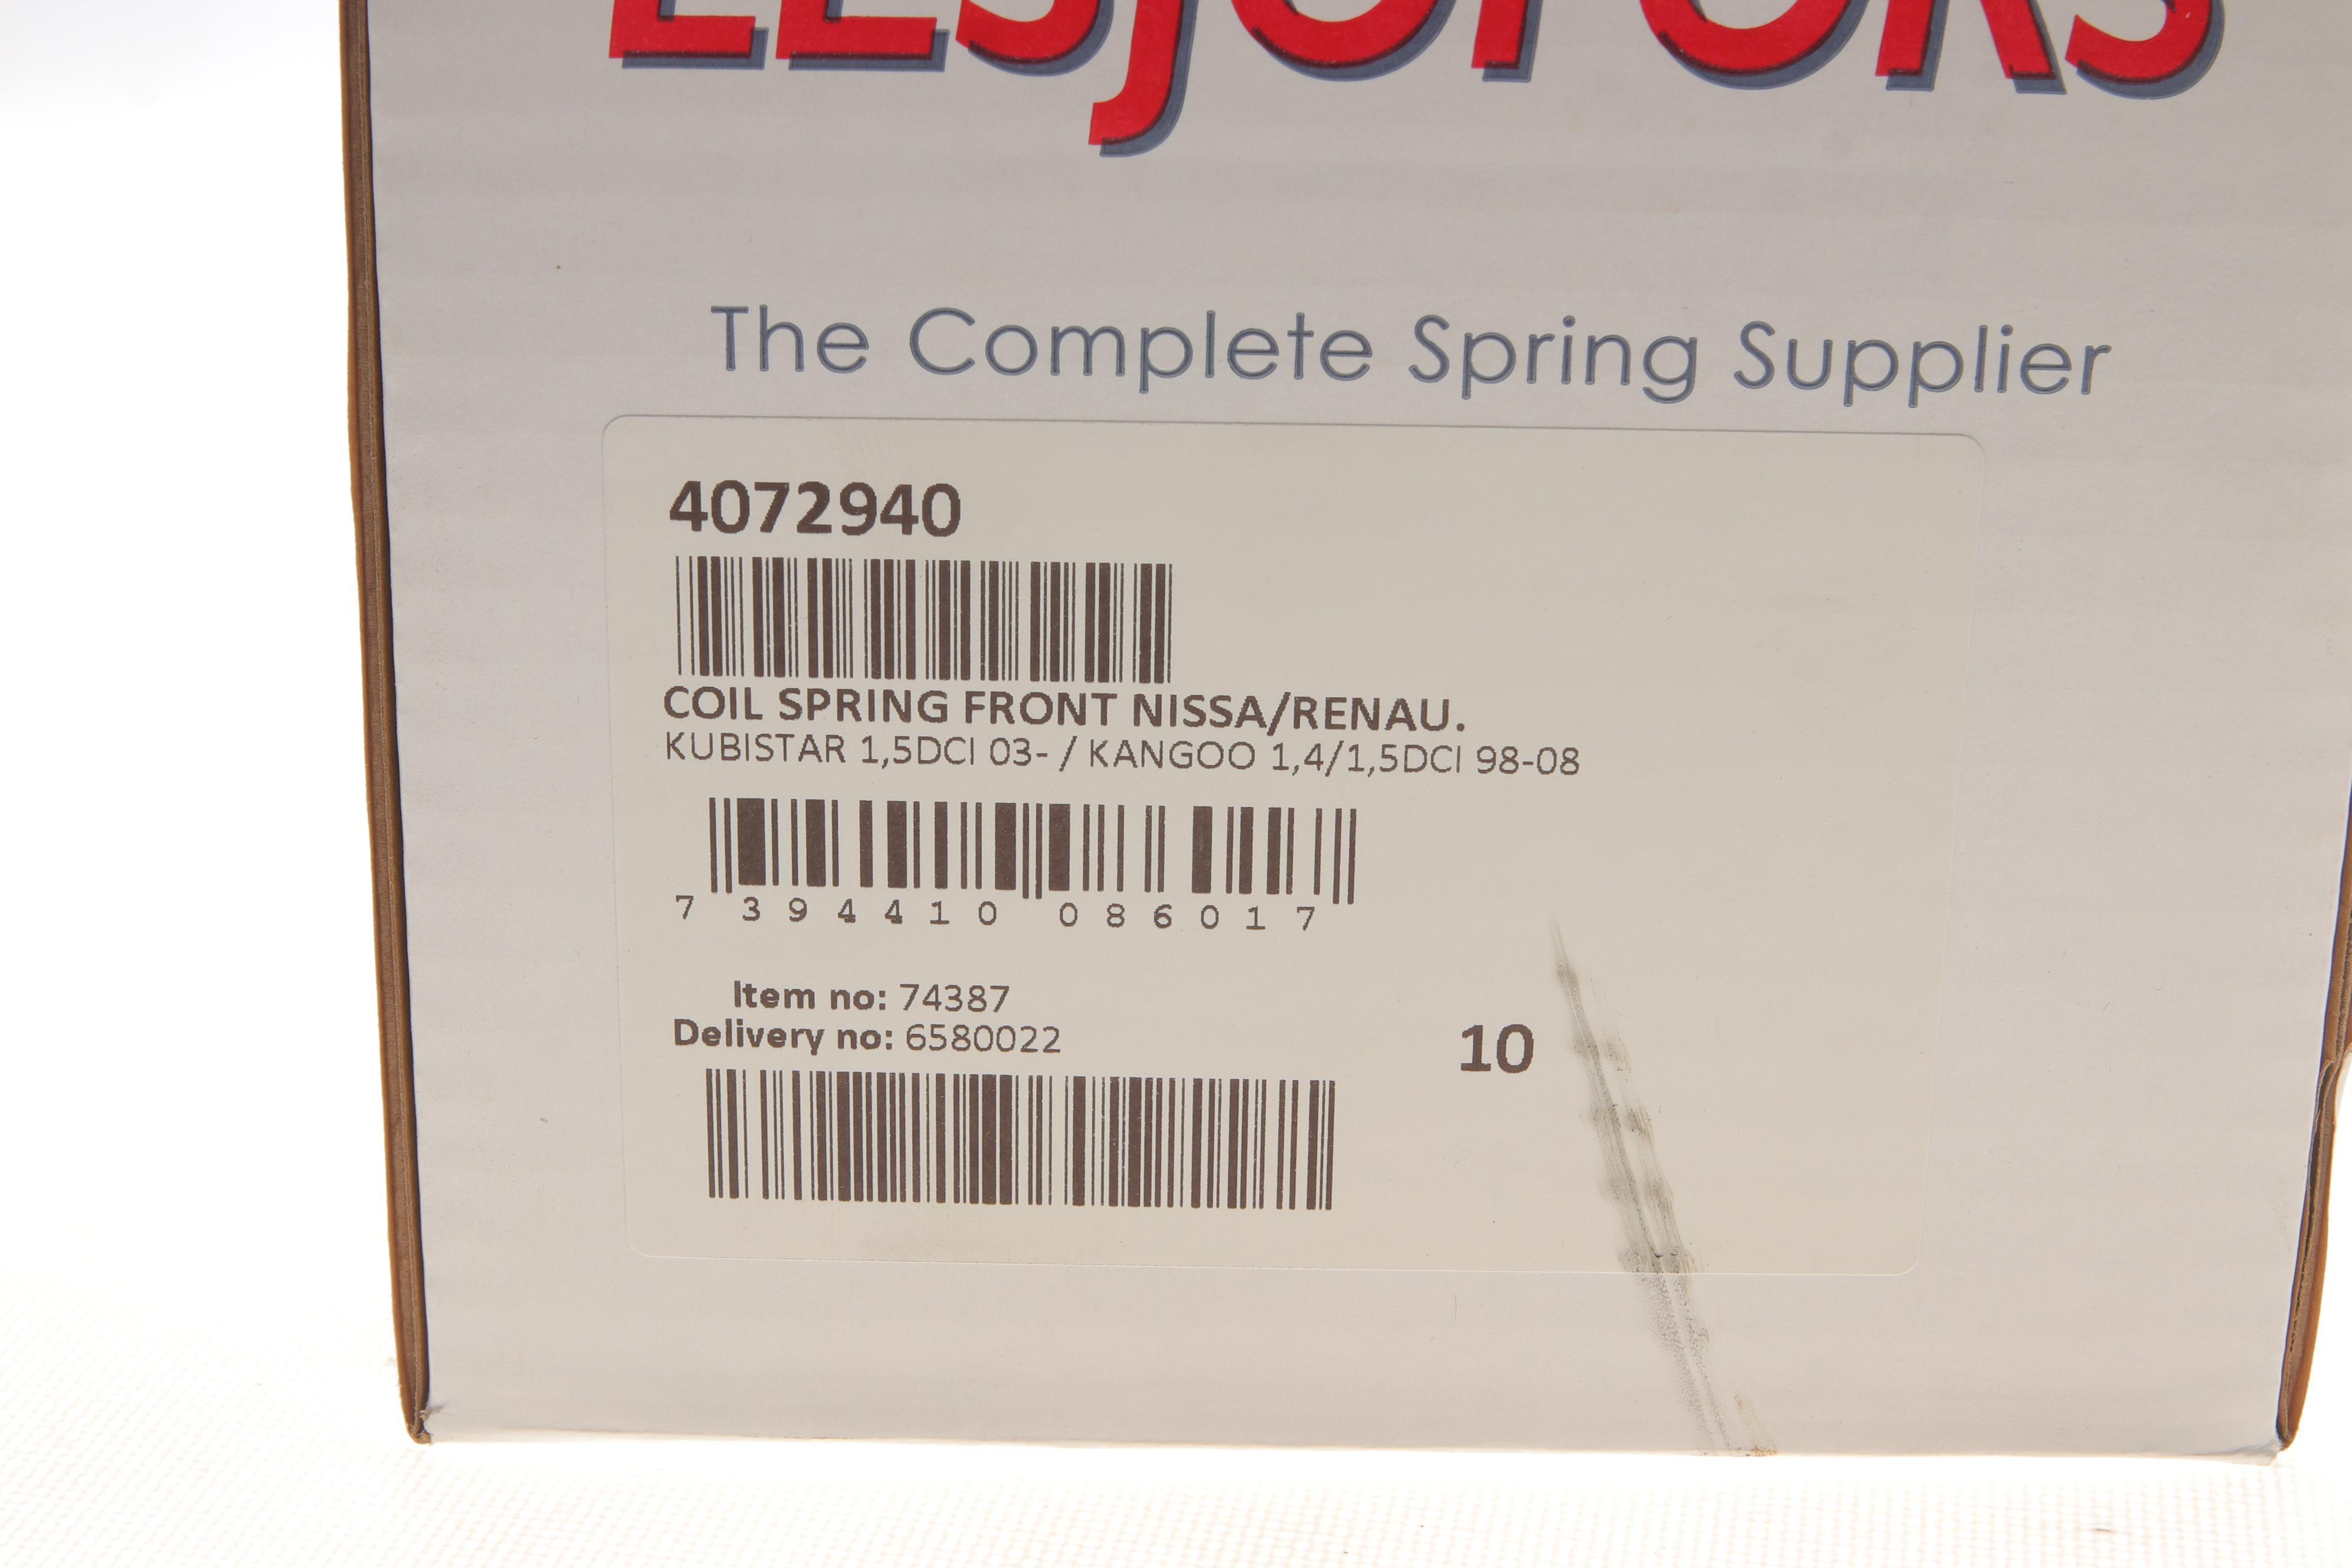 LESJÖFORS
The Complete Spring Supplier
4072940
COIL SPRING FRONT NISSA/RENAU.
KUBISTAR 1,5DCI 03- / KANGOO 1,4/1,5DCI 98-08
7 394410 086017
Item no: 74387
Delivery no: 6580022
10